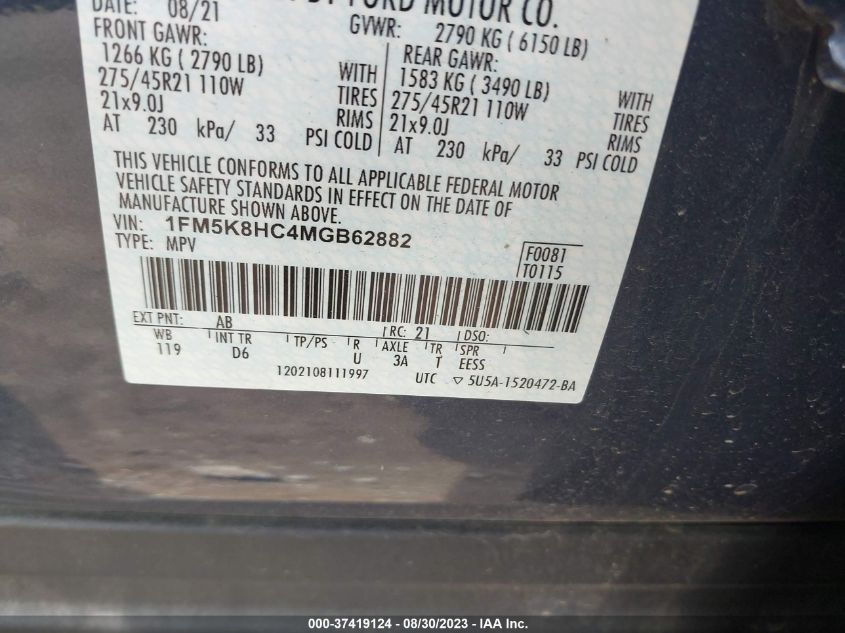 DATE: 08/21
BY FORD MOTOR CO.
FRONT GAWR:
1266 KG ( 2790 LB)
275/45R21 110W
21x9.0J
WITH
TIRES
RIMS
AT 230 kPa/ 33 PSI COLD
GVWR: 2790 KG ( 6150 LB)
REAR GAWR:
1583 KG ( 3490 LB)
275/45R21 110W
21x9.0J
WITH
TIRES
RIMS
AT 230 kPa/ 33 PSI COLD
THIS VEHICLE CONFORMS TO ALL APPLICABLE FEDERAL MOTOR
VEHICLE SAFETY STANDARDS IN EFFECT ON THE DATE OF
MANUFACTURE SHOWN ABOVE.
VIN: 1FM5K8HC4MGB62882
TYPE: MPV
F0081
T0115
EXT PNT: AB RC: 21 DSO:
WB INT TR TP/PS R AXLE TR SPR
119 D6 U 3A T EESS
1202108111997 UTC ▽ 5U5A-1520472-BA
000-37419124 - 08/30/2023 - IAA Inc.